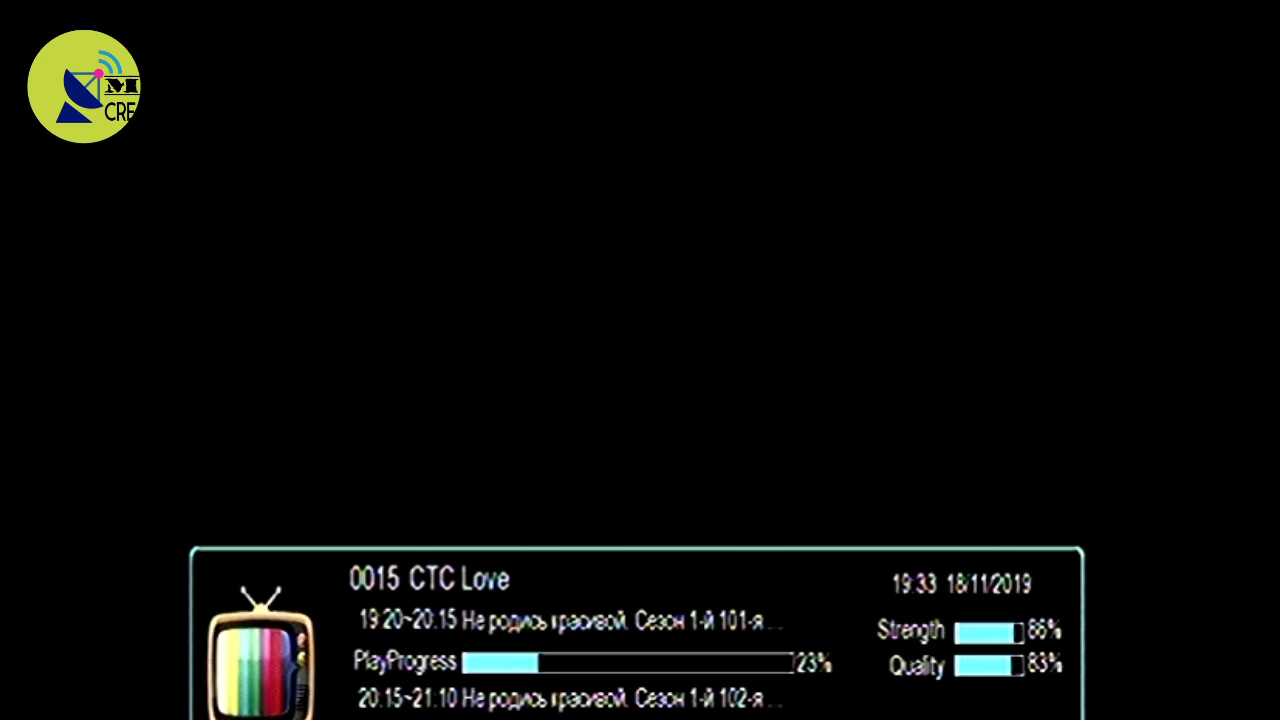 M
CRE
0015 CTC Love
19:33 18/11/2019
19:20~20:15 Не родись красивой. Сезон 1-й 101-я ...
Strength 86%
PlayProgress 23%
Quality 83%
20:15~21:10 Не родись красивой. Сезон 1-й 102-я ...